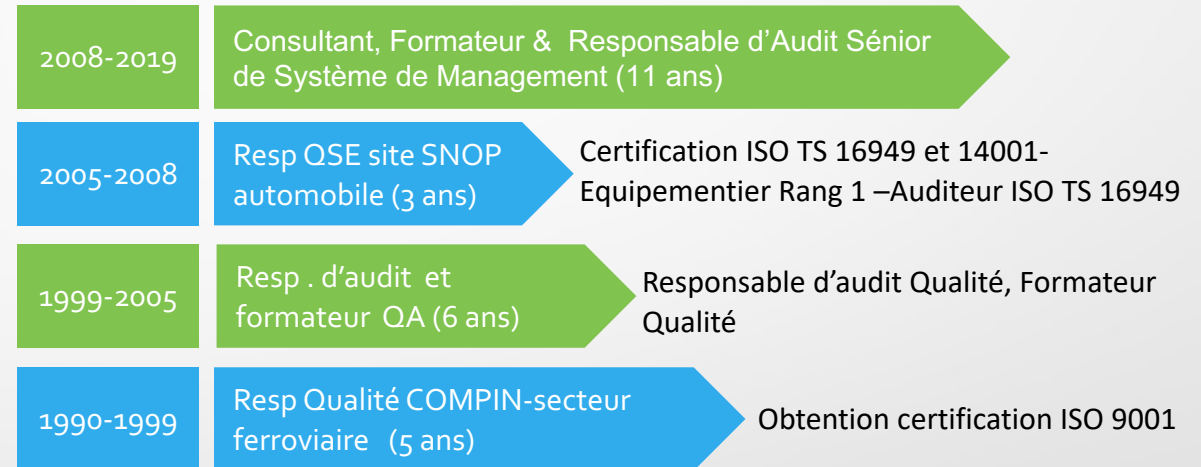 2008-2019
Consultant, Formateur & Responsable d’Audit Sénior
de Système de Management (11 ans)
2005-2008
Resp QSE site SNOP
automobile (3 ans)
Certification ISO TS 16949 et 14001-
Equipementier Rang 1 –Auditeur ISO TS 16949
1999-2005
Resp . d’audit et
formateur QA (6 ans)
Responsable d’audit Qualité, Formateur
Qualité
1990-1999
Resp Qualité COMPIN-secteur
ferroviaire (5 ans)
Obtention certification ISO 9001